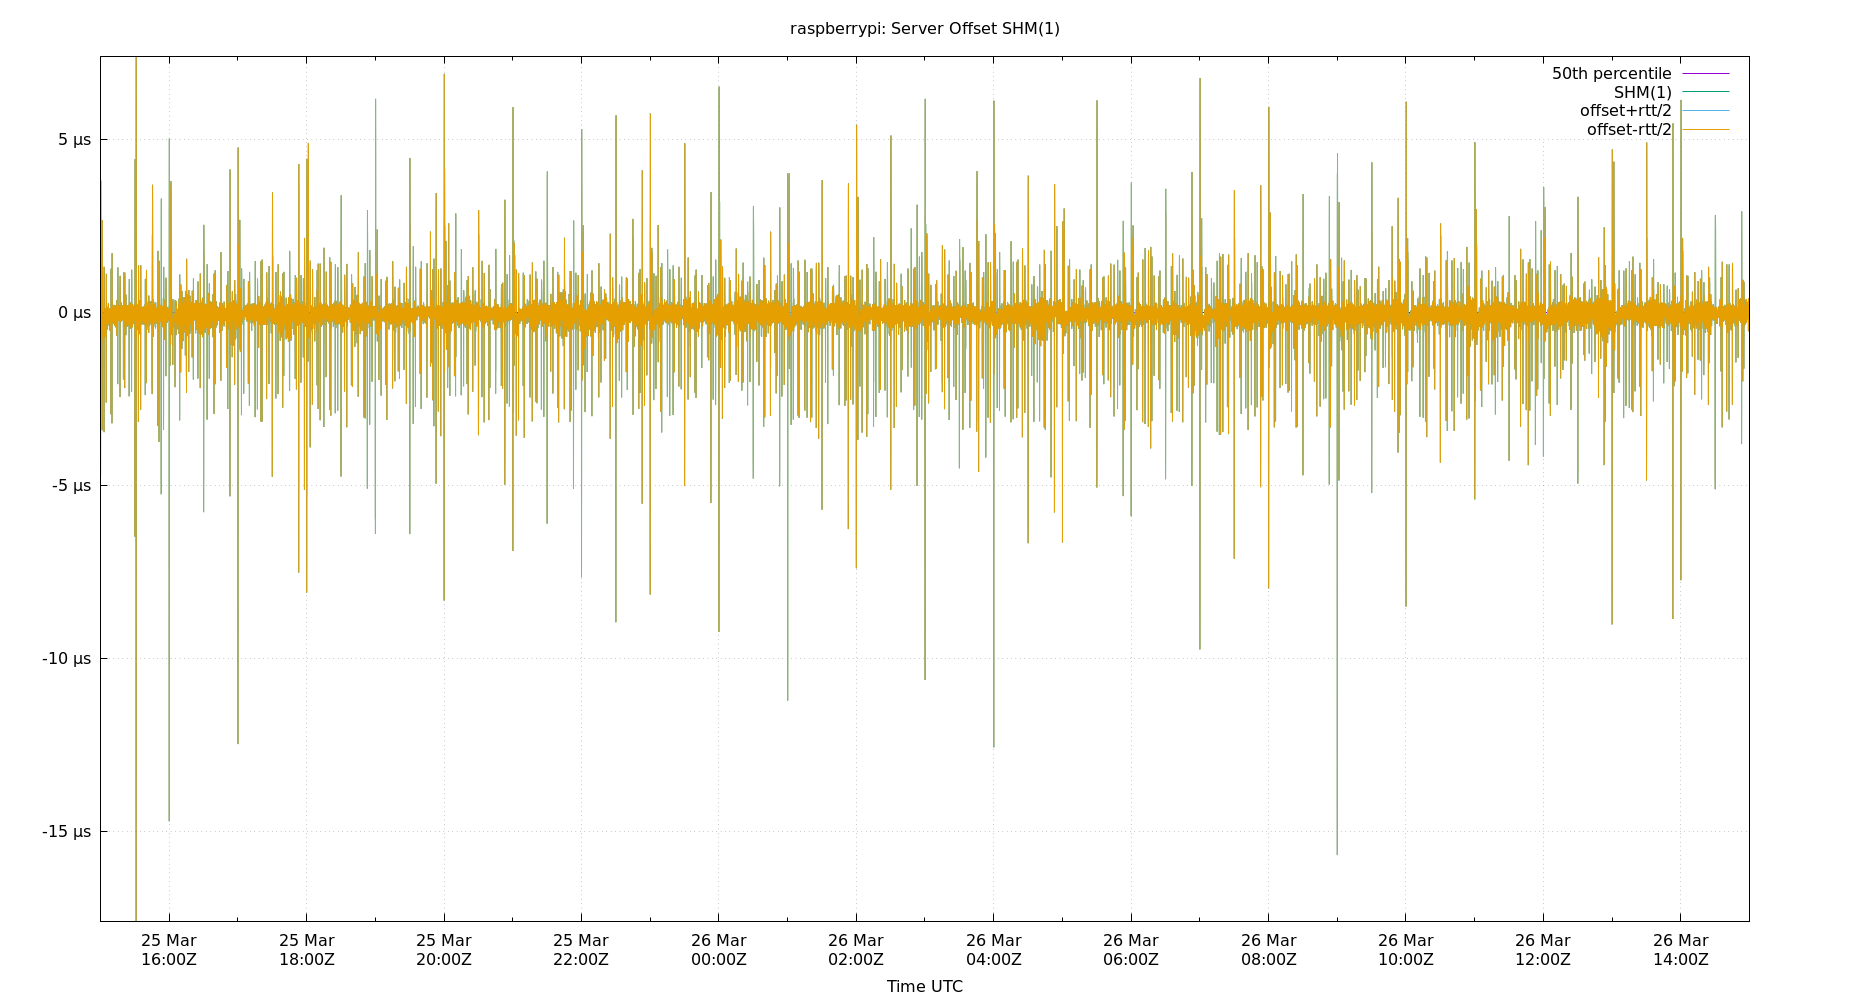 raspberrypi: Server Offset SHM(1)
50th percentile
SHM(1)
offset+rtt/2
offset-rtt/2
5 µs
0 µs
-5 µs
-10 µs
-15 µs
25 Mar 25 Mar 25 Mar 25 Mar 26 Mar 26 Mar 26 Mar 26 Mar 26 Mar 26 Mar 26 Mar 26 Mar
16:00Z 18:00Z 20:00Z 22:00Z 00:00Z 02:00Z 04:00Z 06:00Z 08:00Z 10:00Z 12:00Z 14:00Z
Time UTC